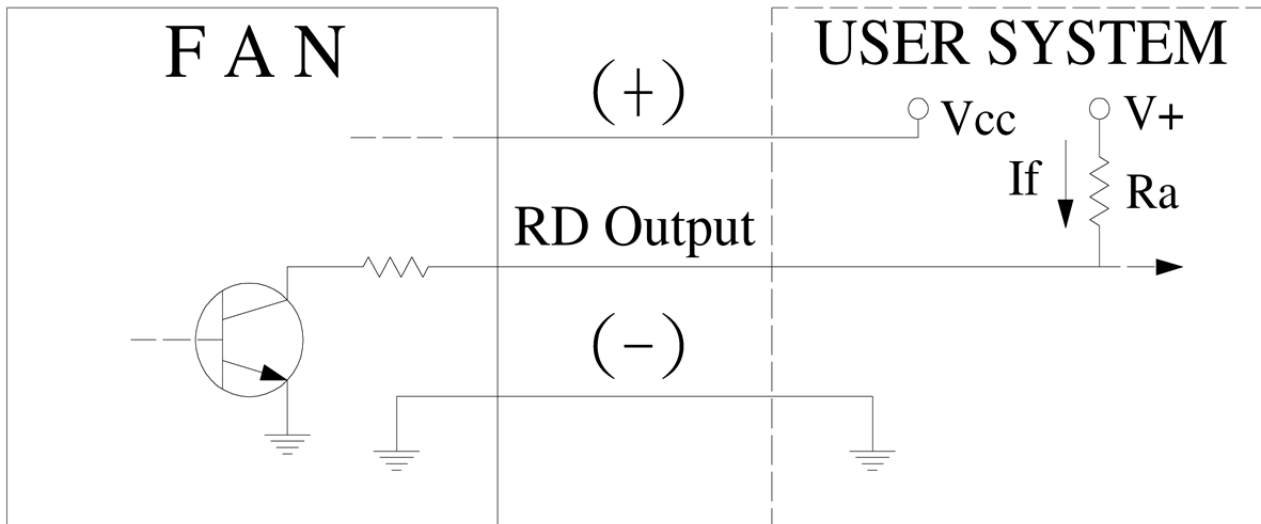 F A N
USER SYSTEM
(+)
Vcc
V+
If
Ra
RD Output
(-)